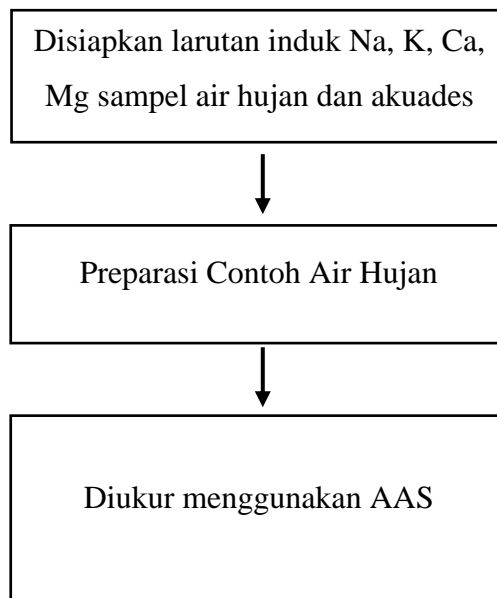 Disiapkan larutan induk Na, K, Ca,
Mg sampel air hujan dan akuades
Preparasi Contoh Air Hujan
Diukur menggunakan AAS